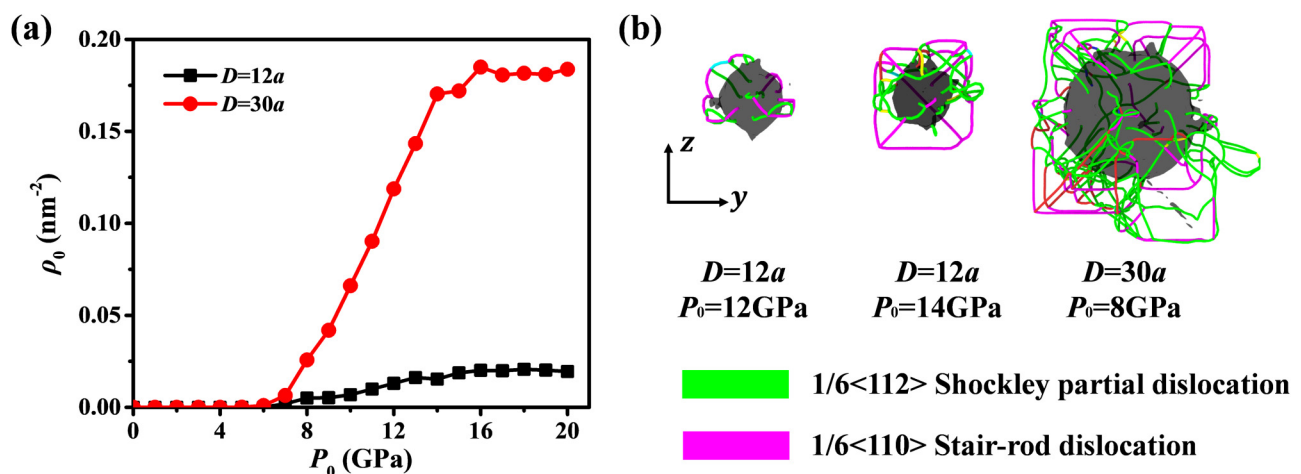 (a)
0.20
0.15
0.10
0.05
0.00
ρ₀ (nm⁻²)
D=12a
D=30a
0 4 8 12 16 20
P₀ (GPa)
(b)
z
y
D=12a
P₀=12GPa
D=12a
P₀=14GPa
D=30a
P₀=8GPa
1/6<112> Shockley partial dislocation
1/6<110> Stair-rod dislocation